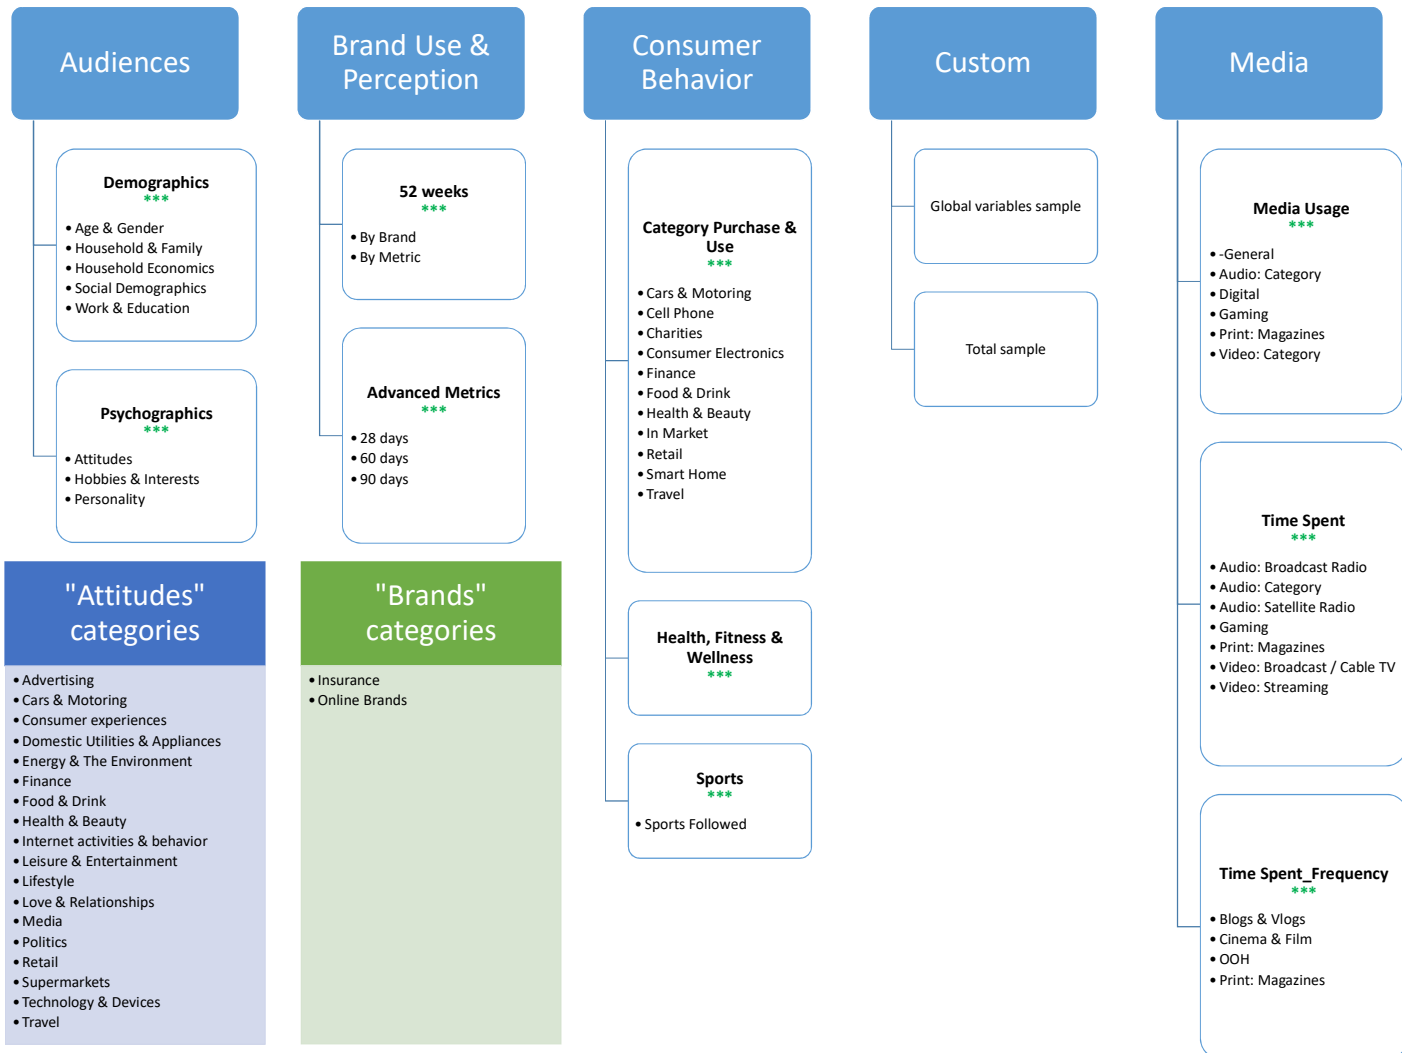 Audiences
Demographics
***
• Age & Gender
• Household & Family
• Household Economics
• Social Demographics
• Work & Education
Psychographics
***
• Attitudes
• Hobbies & Interests
• Personality
"Attitudes"
categories
• Advertising
• Cars & Motoring
• Consumer experiences
• Domestic Utilities & Appliances
• Energy & The Environment
• Finance
• Food & Drink
• Health & Beauty
• Internet activities & behavior
• Leisure & Entertainment
• Lifestyle
• Love & Relationships
• Media
• Politics
• Retail
• Supermarkets
• Technology & Devices
• Travel
Brand Use &
Perception
52 weeks
***
• By Brand
• By Metric
Advanced Metrics
***
• 28 days
• 60 days
• 90 days
"Brands"
categories
• Insurance
• Online Brands
Consumer
Behavior
Category Purchase &
Use
***
• Cars & Motoring
• Cell Phone
• Charities
• Consumer Electronics
• Finance
• Food & Drink
• Health & Beauty
• In Market
• Retail
• Smart Home
• Travel
Health, Fitness &
Wellness
***
Sports
***
• Sports Followed
Custom
Global variables sample
Total sample
Media
Media Usage
***
• -General
• Audio: Category
• Digital
• Gaming
• Print: Magazines
• Video: Category
Time Spent
***
• Audio: Broadcast Radio
• Audio: Category
• Audio: Satellite Radio
• Gaming
• Print: Magazines
• Video: Broadcast / Cable TV
• Video: Streaming
Time Spent_Frequency
***
• Blogs & Vlogs
• Cinema & Film
• OOH
• Print: Magazines